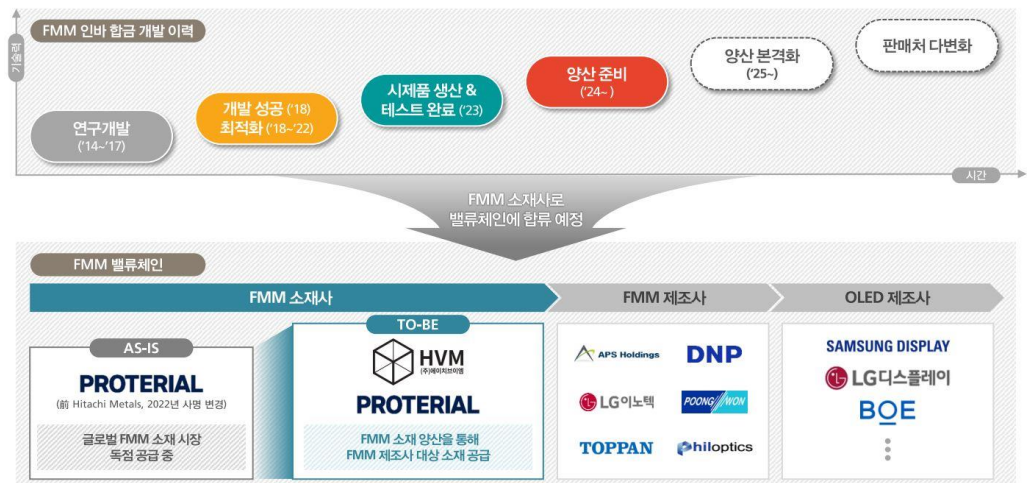 FMM 인바 합금 개발 이력
기술력
연구개발
('14~'17)
개발 성공 ('18)
최적화 ('18~'22)
시제품 생산 &
테스트 완료 ('23)
양산 준비
('24~ )
양산 본격화
('25~)
판매처 다변화
시간
FMM 소재사로
밸류체인에 합류 예정
FMM 밸류체인
FMM 소재사
FMM 제조사
OLED 제조사
AS-IS
PROTERIAL
(前 Hitachi Metals, 2022년 사명 변경)
글로벌 FMM 소재 시장
독점 공급 중
TO-BE
HVM
(주)에이치브이엠
PROTERIAL
FMM 소재 양산을 통해
FMM 제조사 대상 소재 공급
APS Holdings
DNP
LG이노텍
POONG WON
TOPPAN
Philoptics
SAMSUNG DISPLAY
LG디스플레이
BOE